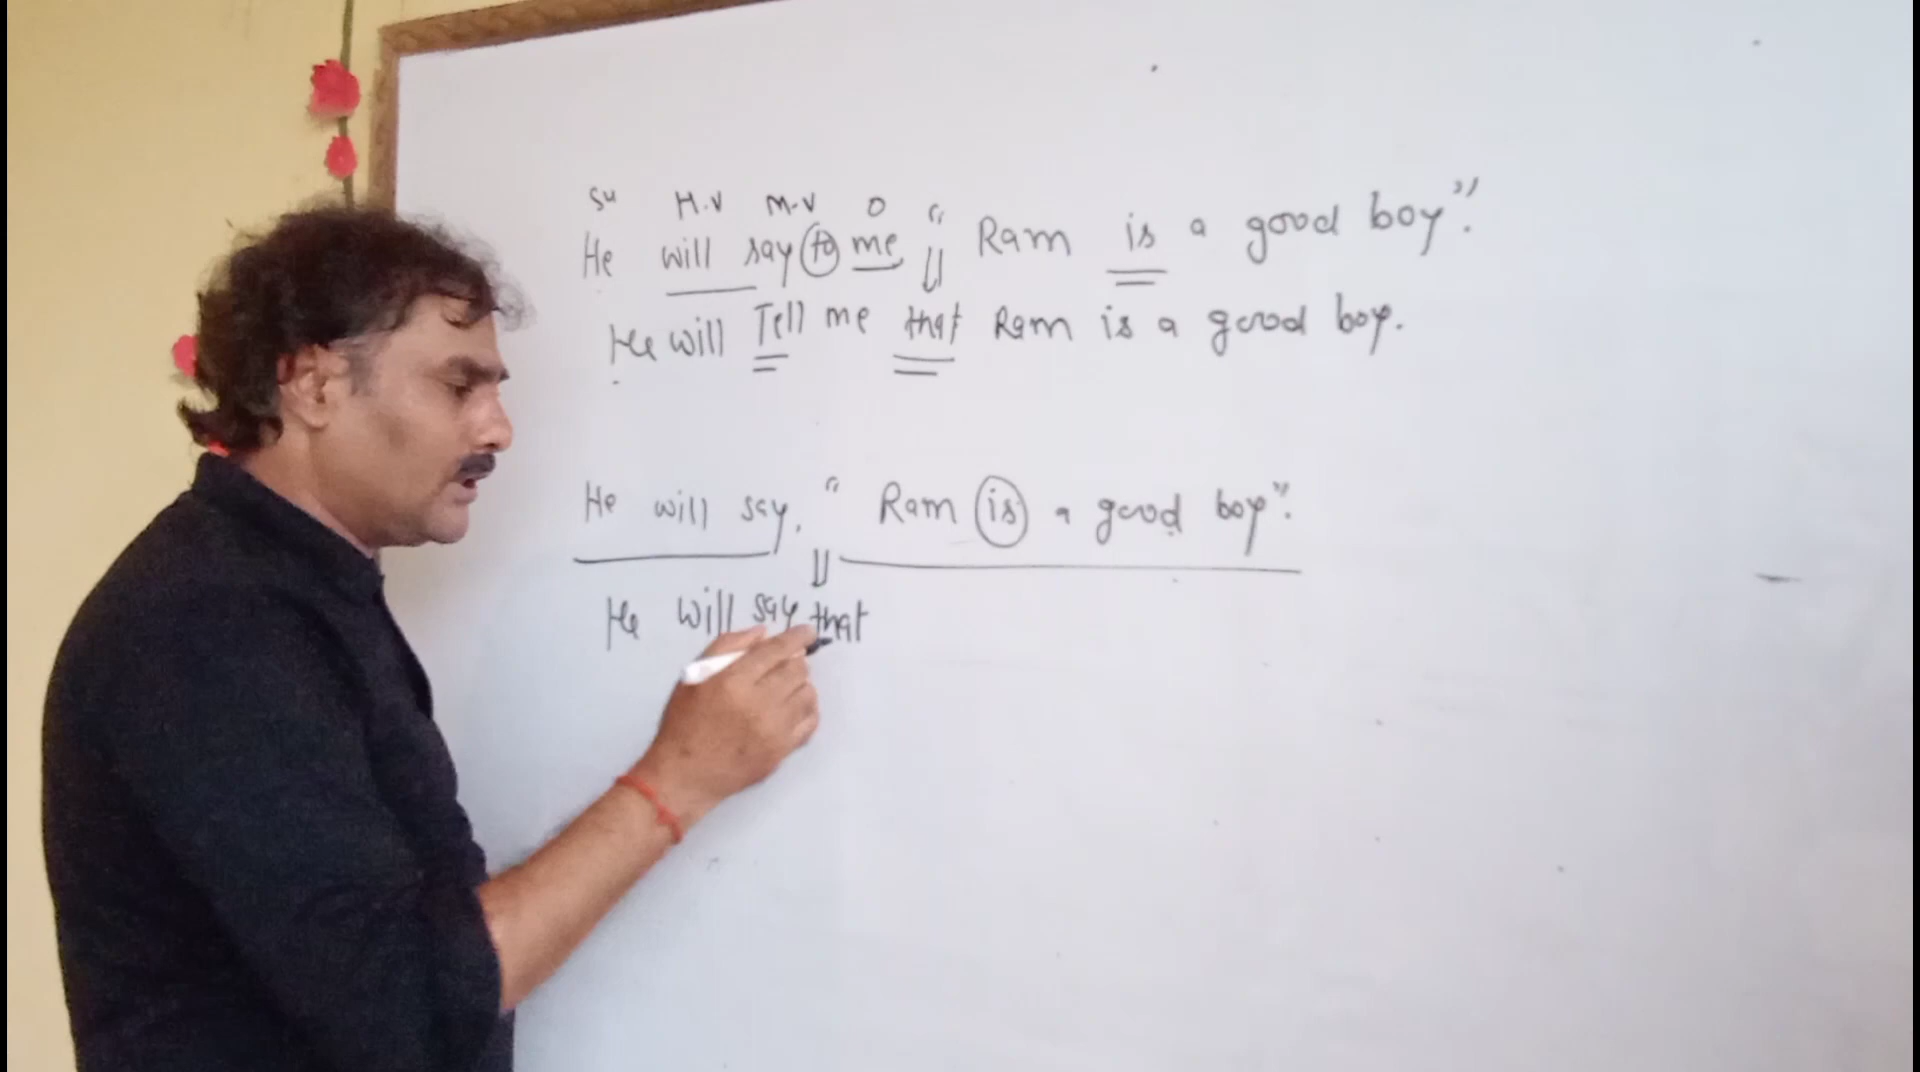 Su H.V M.V O
He will say to me " Ram is a good boy".
He will Tell me that Ram is a good boy.
He will say, " Ram is a good boy".
He will say that